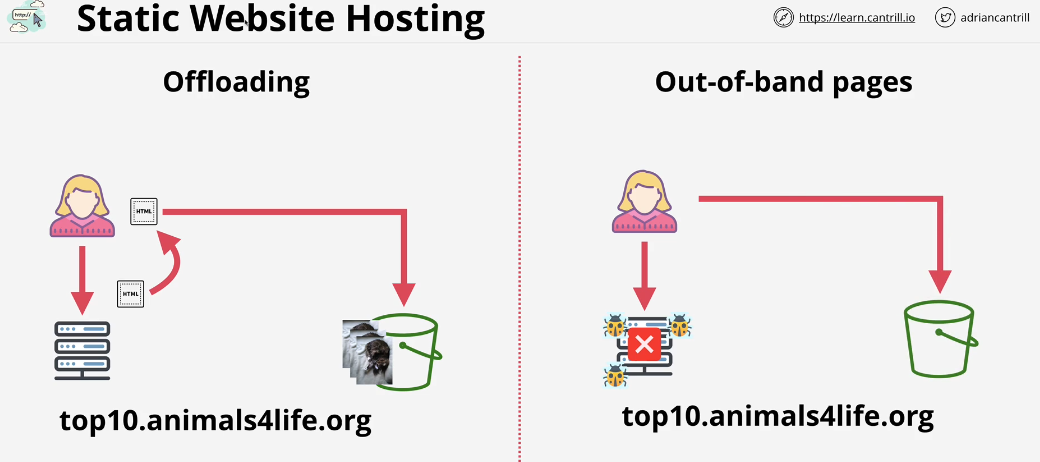 http://
Static Website Hosting
https://learn.cantrill.io
adriancantrill
Offloading
Out-of-band pages
HTML
HTML
top10.animals4life.org
top10.animals4life.org